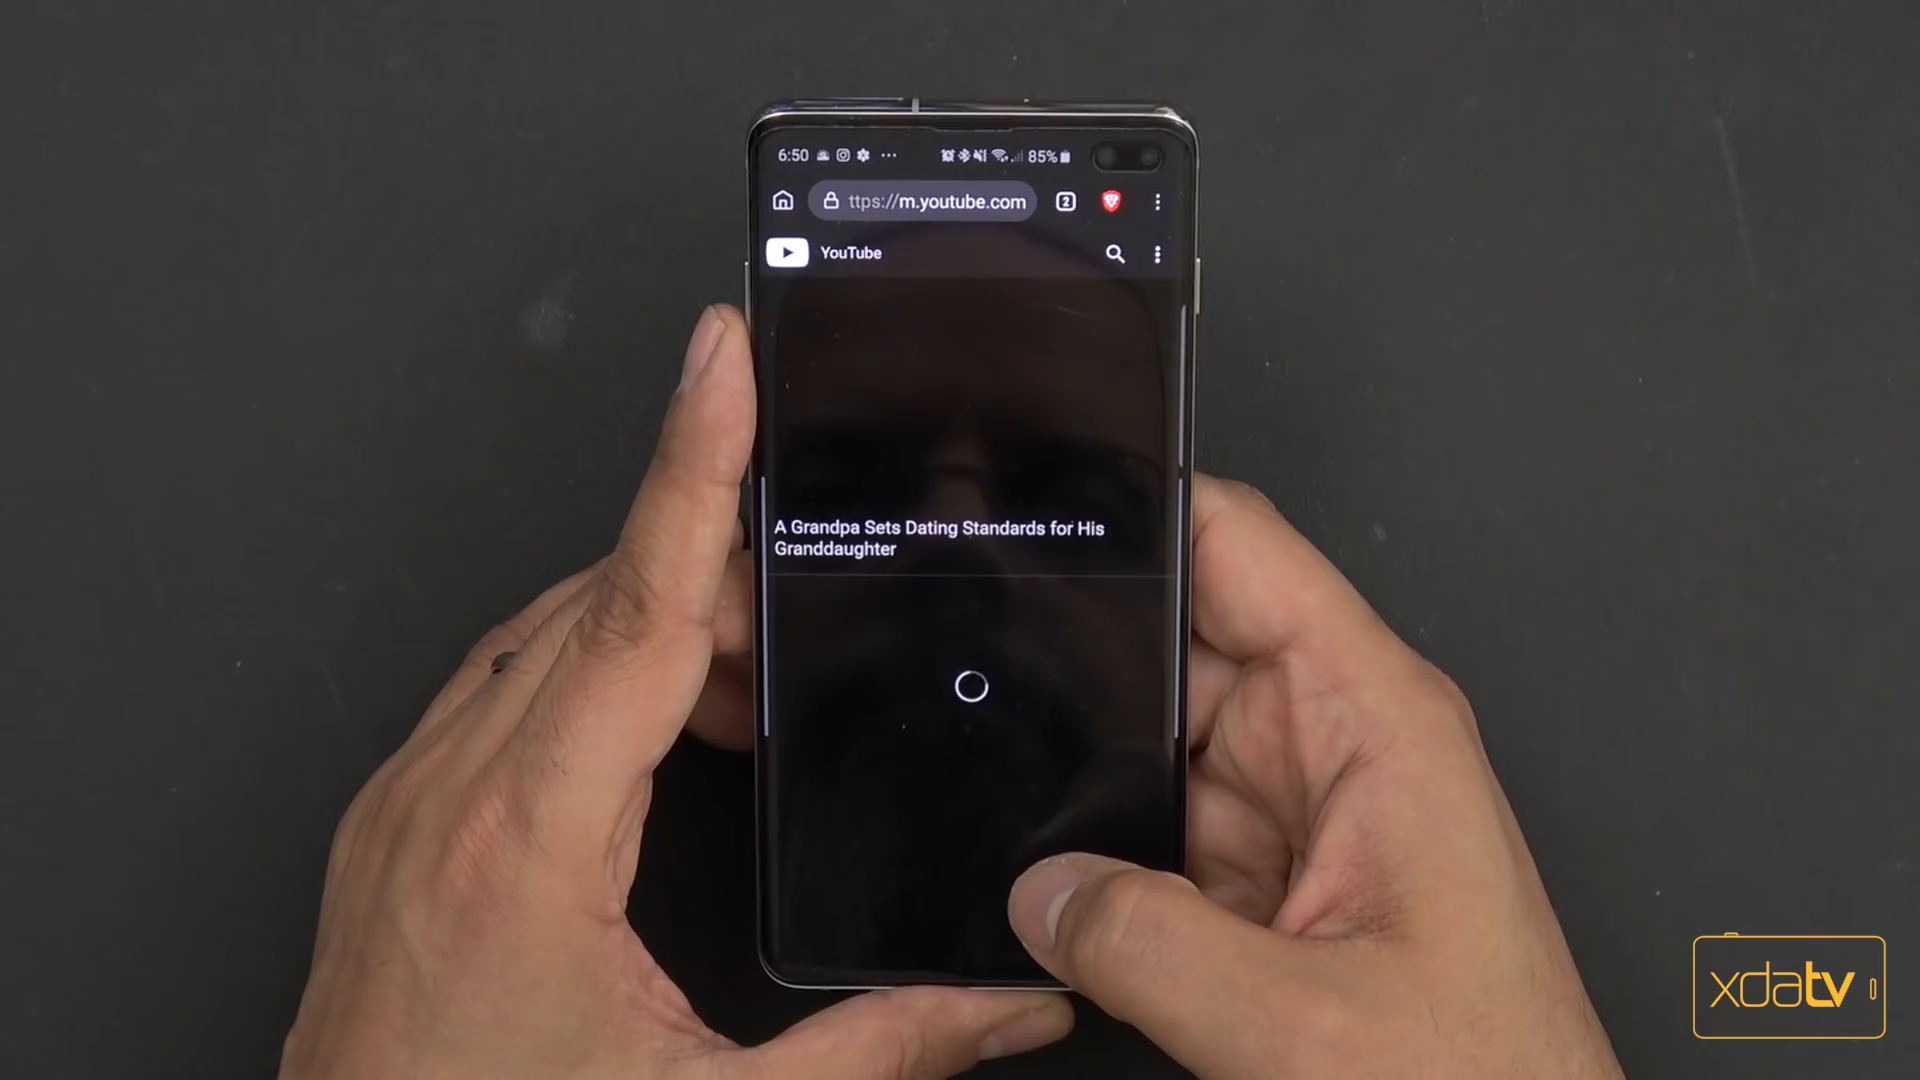 6:50
85%
ttps://m.youtube.com
2
YouTube
A Grandpa Sets Dating Standards for His
Granddaughter
xdatv